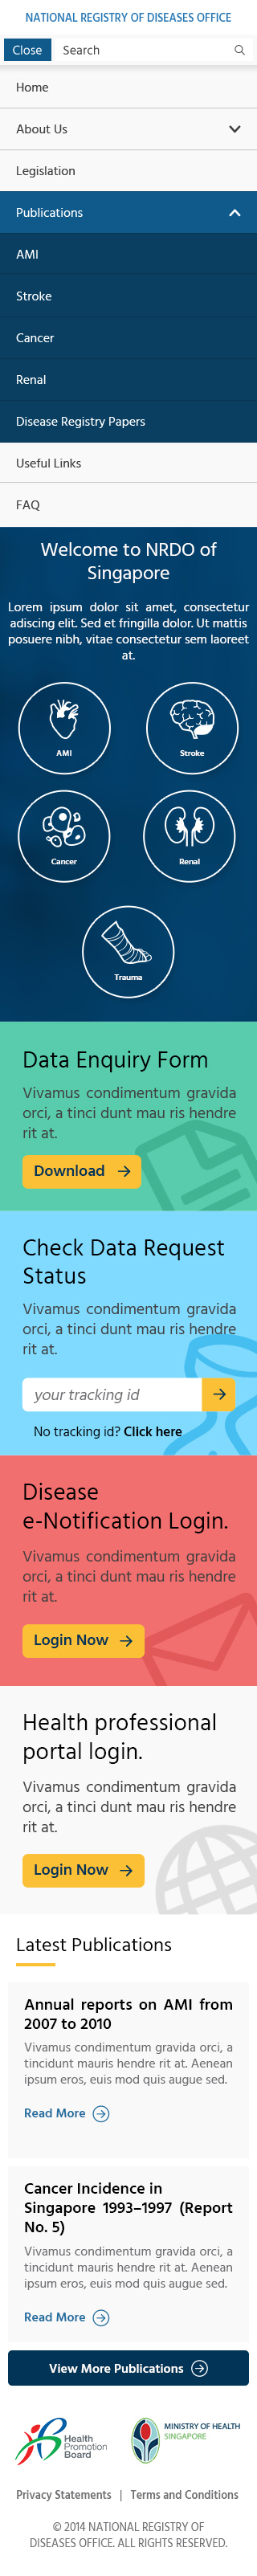 NATIONAL REGISTRY OF DISEASES OFFICE
Close Search
Home
About Us
Legislation
Publications
AMI
Stroke
Cancer
Renal
Disease Registry Papers
Useful Links
FAQ
Welcome to NRDO of
Singapore
Lorem ipsum dolor sit amet, consectetur
adiscing elit. Sed et fringilla dolor. Ut mattis
posuere nibh, vitae consectetur sem laoreet
at.
AMI
Stroke
Cancer
Renal
Trauma
Data Enquiry Form
Vivamus condimentum gravida
orci, a tinci dunt mau ris hendre
rit at.
Download
Check Data Request
Status
Vivamus condimentum gravida
orci, a tinci dunt mau ris hendre
rit at.
your tracking id
No tracking id? Click here
Disease
e-Notification Login.
Vivamus condimentum gravida
orci, a tinci dunt mau ris hendre
rit at.
Login Now
Health professional
portal login.
Vivamus condimentum gravida
orci, a tinci dunt mau ris hendre
rit at.
Login Now
Latest Publications
Annual reports on AMI from
2007 to 2010
Vivamus condimentum gravida orci, a
tincidunt mauris hendre rit at. Aenean
ipsum eros, euis mod quis augue sed.
Read More
Cancer Incidence in
Singapore 1993–1997 (Report
No. 5)
Vivamus condimentum gravida orci, a
tincidunt mauris hendre rit at. Aenean
ipsum eros, euis mod quis augue sed.
Read More
View More Publications
Health
Promotion
Board
MINISTRY OF HEALTH
SINGAPORE
Privacy Statements | Terms and Conditions
© 2014 NATIONAL REGISTRY OF
DISEASES OFFICE. ALL RIGHTS RESERVED.